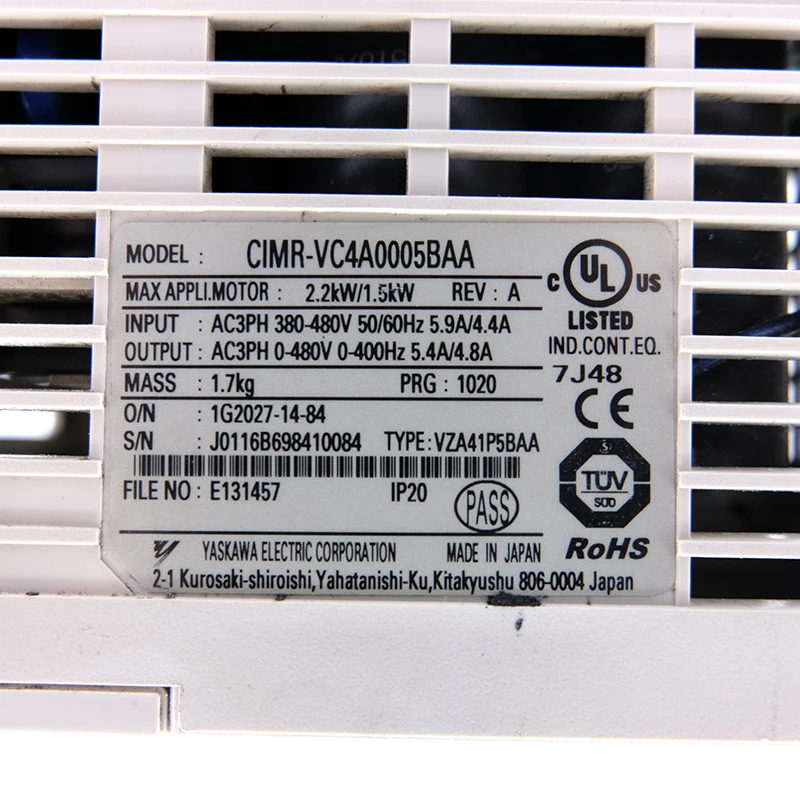 MODEL : CIMR-VC4A0005BAA
MAX APPLI.MOTOR : 2.2kW/1.5kW REV : A
INPUT : AC3PH 380-480V 50/60Hz 5.9A/4.4A
OUTPUT : AC3PH 0-480V 0-400Hz 5.4A/4.8A
MASS : 1.7kg PRG : 1020
O/N : 1G2027-14-84
S/N : J0116B698410084 TYPE : VZA41P5BAA
FILE NO : E131457 IP20 PASS
YASKAWA ELECTRIC CORPORATION MADE IN JAPAN
2-1 Kurosaki-shiroishi,Yahatanishi-Ku,Kitakyushu 806-0004 Japan
C UL US
LISTED
IND.CONT.EQ.
7J48
CE
TÜV
SÜD
RoHS